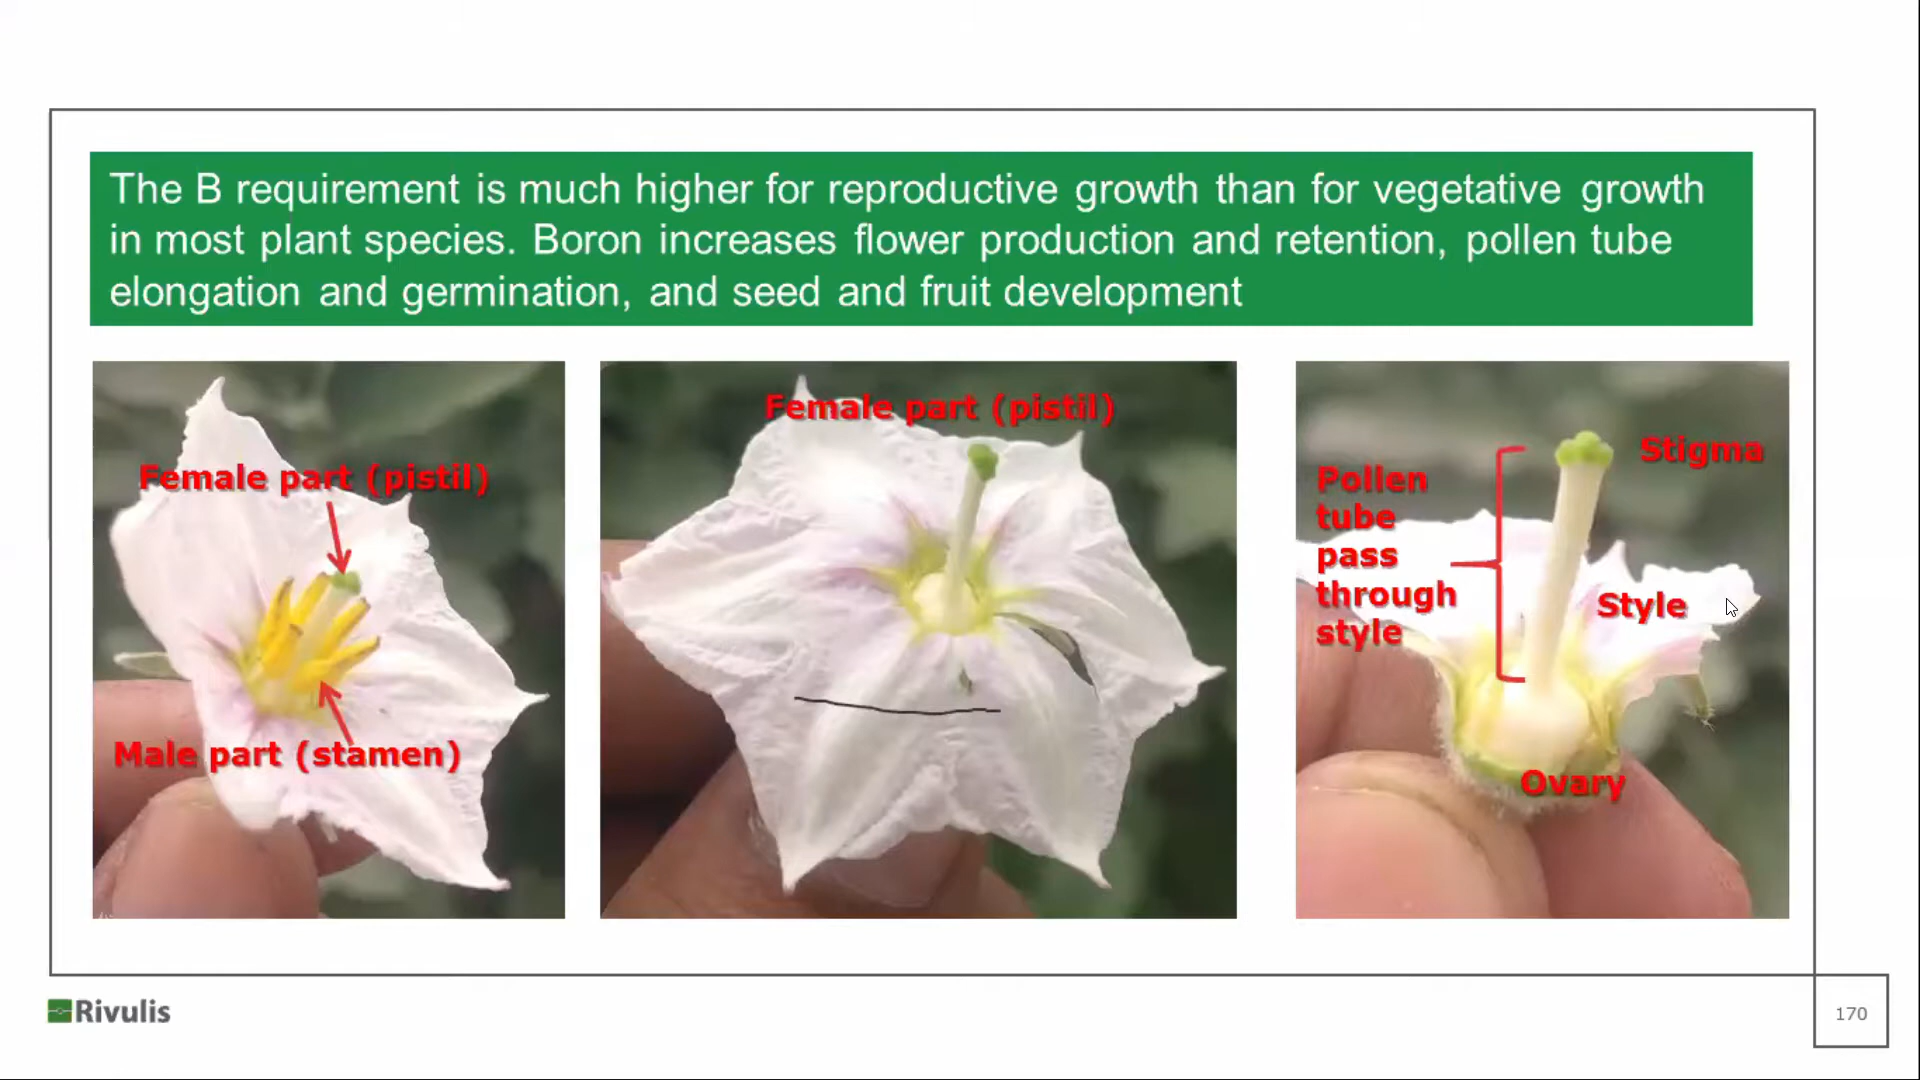 The B requirement is much higher for reproductive growth than for vegetative growth
in most plant species. Boron increases flower production and retention, pollen tube
elongation and germination, and seed and fruit development
Female part (pistil)
Male part (stamen)
Female part (pistil)
Pollen
tube
pass
through
style
Stigma
Style
Ovary
Rivulis
170